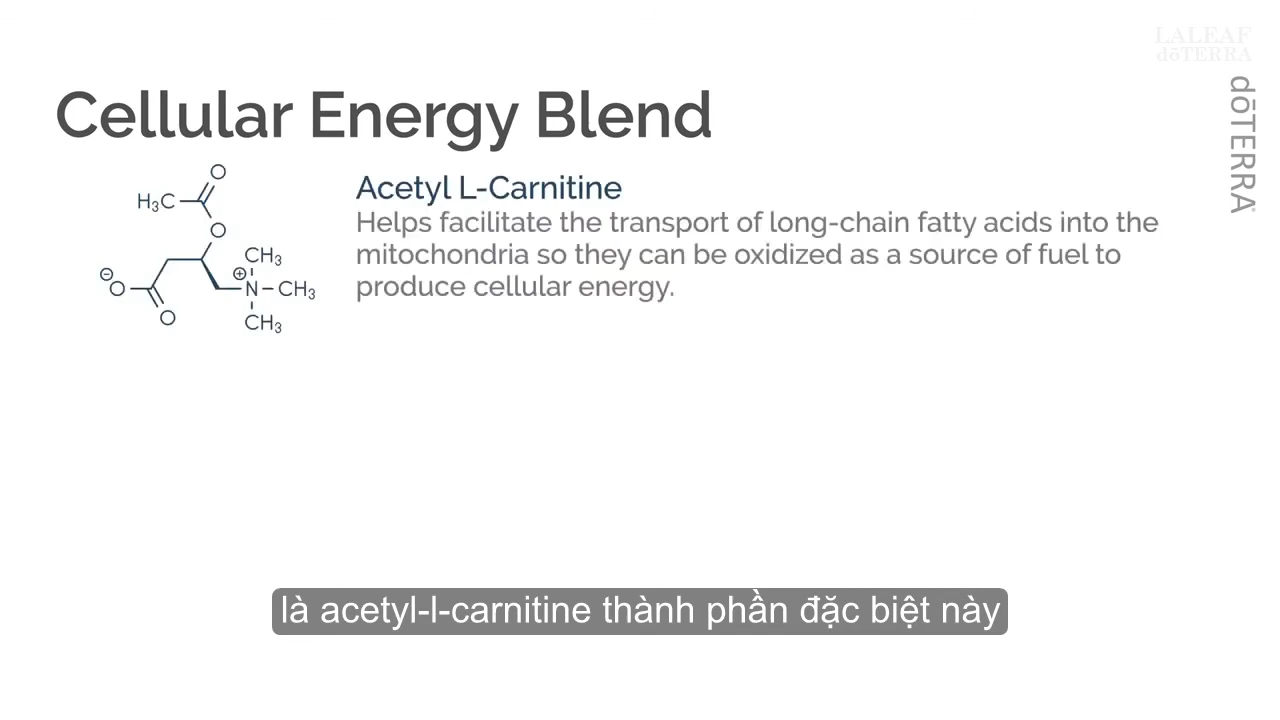 LALEAF
dōTERRA
dōTERRA
Cellular Energy Blend
Acetyl L-Carnitine
Helps facilitate the transport of long-chain fatty acids into the
mitochondria so they can be oxidized as a source of fuel to
produce cellular energy.
O
H₃C
O
CH₃
⊖
⊕
O
N
CH₃
O
CH₃
là acetyl-l-carnitine thành phần đặc biệt này